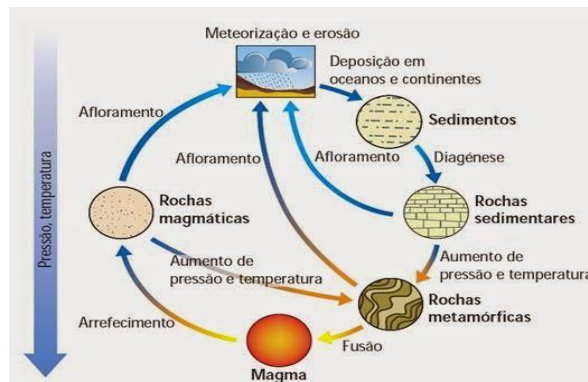 Meteorização e erosão
Deposição em
oceanos e continentes
Afloramento
Sedimentos
Afloramento
Afloramento
Diagénese
Pressão, temperatura
Rochas
magmáticas
Rochas
sedimentares
Aumento de
pressão e temperatura
Aumento de
pressão e temperatura
Rochas
metamórficas
Arrefecimento
Fusão
Magma